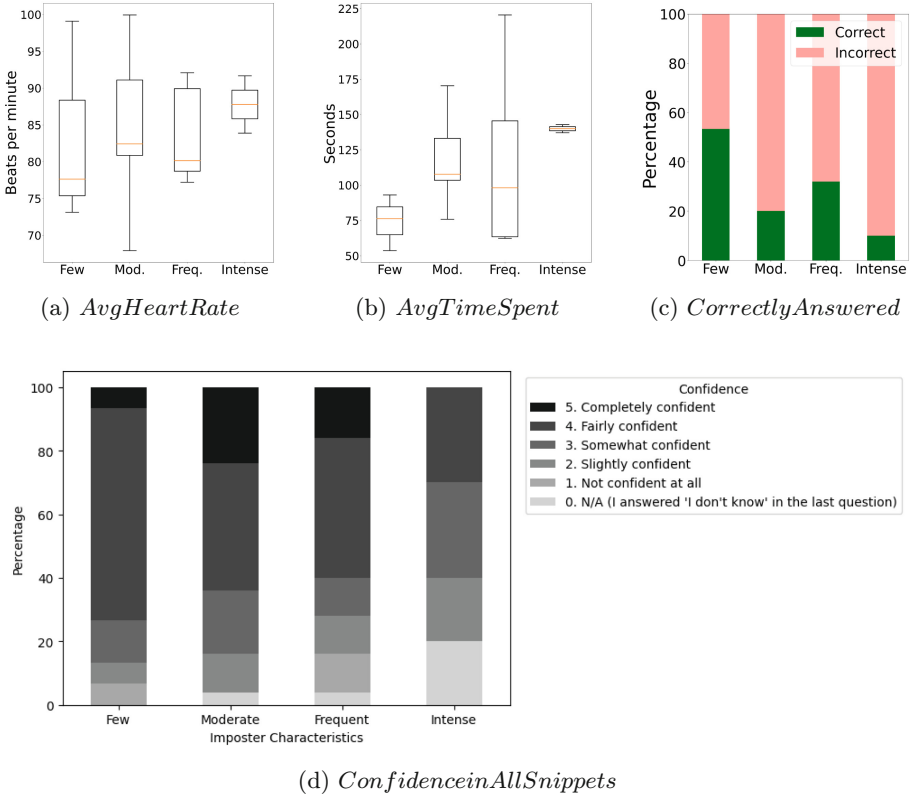 100
95
90
85
80
75
70
Beats per minute
Few Mod. Freq. Intense
(a) AvgHeartRate
225
200
175
150
125
100
75
50
Seconds
Few Mod. Freq. Intense
(b) AvgTimeSpent
100
80
60
40
20
0
Percentage
Correct
Incorrect
Few Mod. Freq. Intense
(c) CorrectlyAnswered
100
80
60
40
20
0
Percentage
Few Moderate Frequent Intense
Imposter Characteristics
Confidence
5. Completely confident
4. Fairly confident
3. Somewhat confident
2. Slightly confident
1. Not confident at all
0. N/A (I answered 'I don't know' in the last question)
(d) ConfidenceinAllSnippets